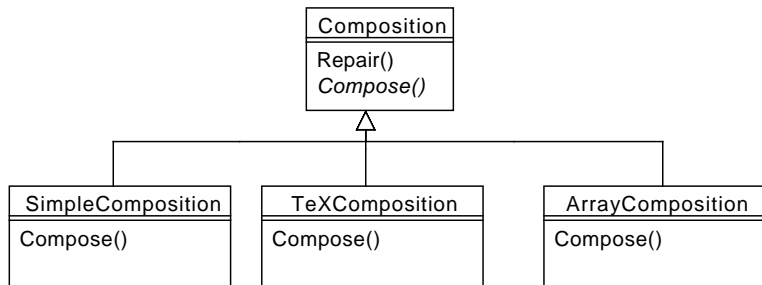 Composition
Repair()
Compose()
SimpleComposition
Compose()
TeXComposition
Compose()
ArrayComposition
Compose()